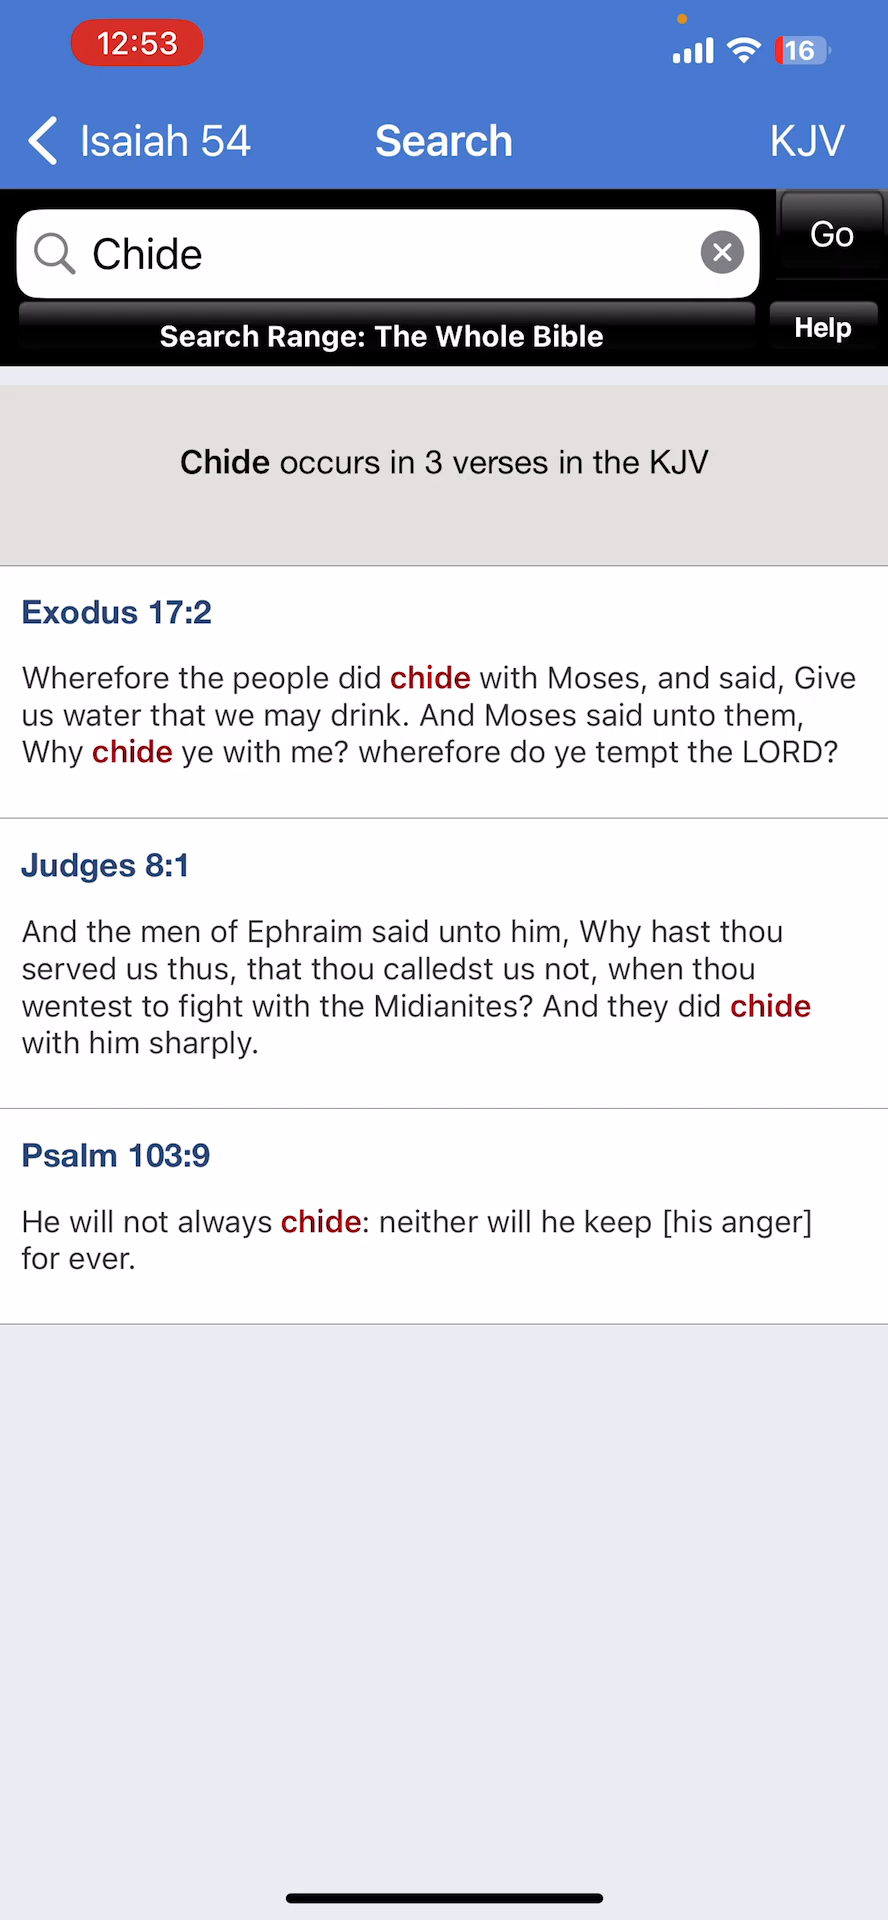 12:53
16
Isaiah 54
Search
KJV
Chide
Go
Search Range: The Whole Bible
Help
Chide occurs in 3 verses in the KJV
Exodus 17:2
Wherefore the people did chide with Moses, and said, Give
us water that we may drink. And Moses said unto them,
Why chide ye with me? wherefore do ye tempt the LORD?
Judges 8:1
And the men of Ephraim said unto him, Why hast thou
served us thus, that thou calledst us not, when thou
wentest to fight with the Midianites? And they did chide
with him sharply.
Psalm 103:9
He will not always chide: neither will he keep [his anger]
for ever.